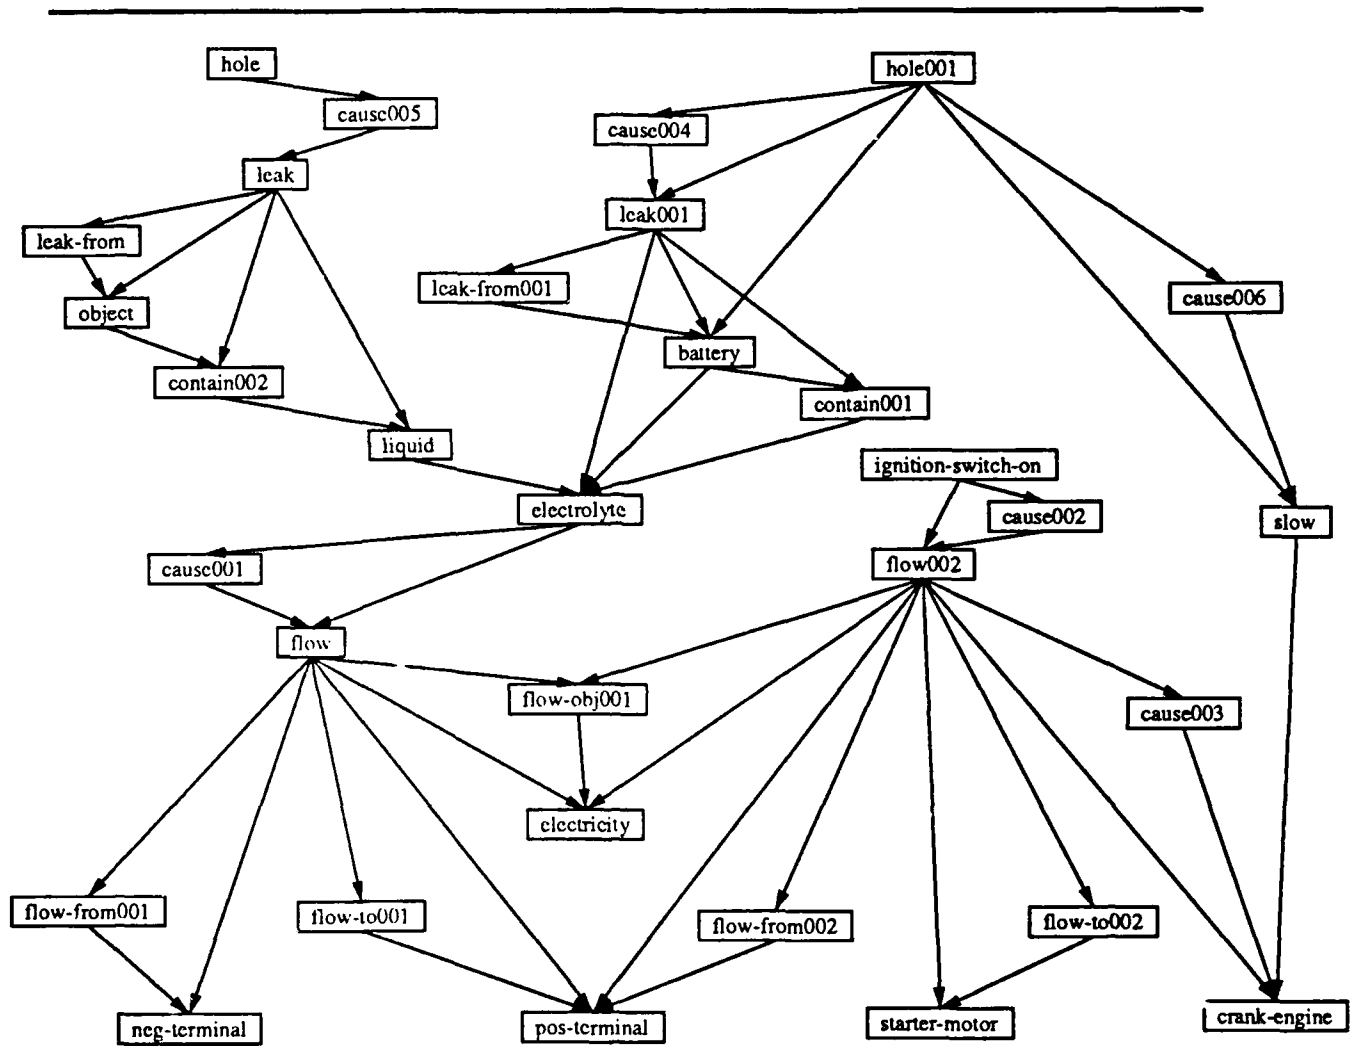 hole
hole001
cause005
cause004
leak
leak001
leak-from
leak-from001
cause006
object
battery
contain002
contain001
liquid
ignition-switch-on
electrolyte
cause002
slow
cause001
flow002
flow
flow-obj001
cause003
electricity
flow-from001
flow-to001
flow-from002
flow-to002
neg-terminal
pos-terminal
starter-motor
crank-engine